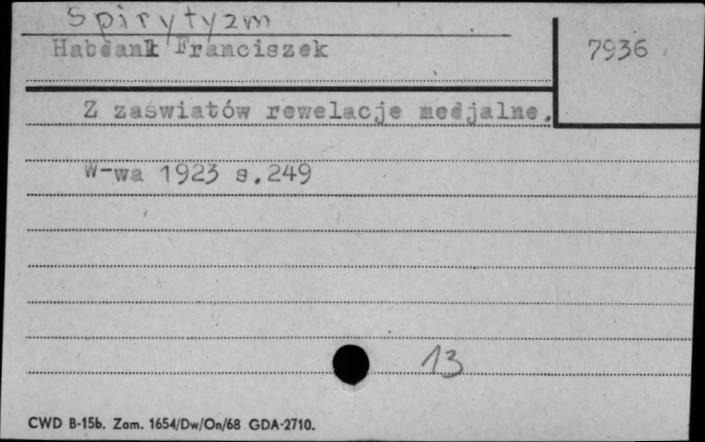 Spirytyzm
Habdank Franciszek
7936
Z zaświatów rewelacje medjalne.
W-wa 1923 s.249
13
CWD B-15b. Zam. 1654/Dw/On/68 GDA-2710.